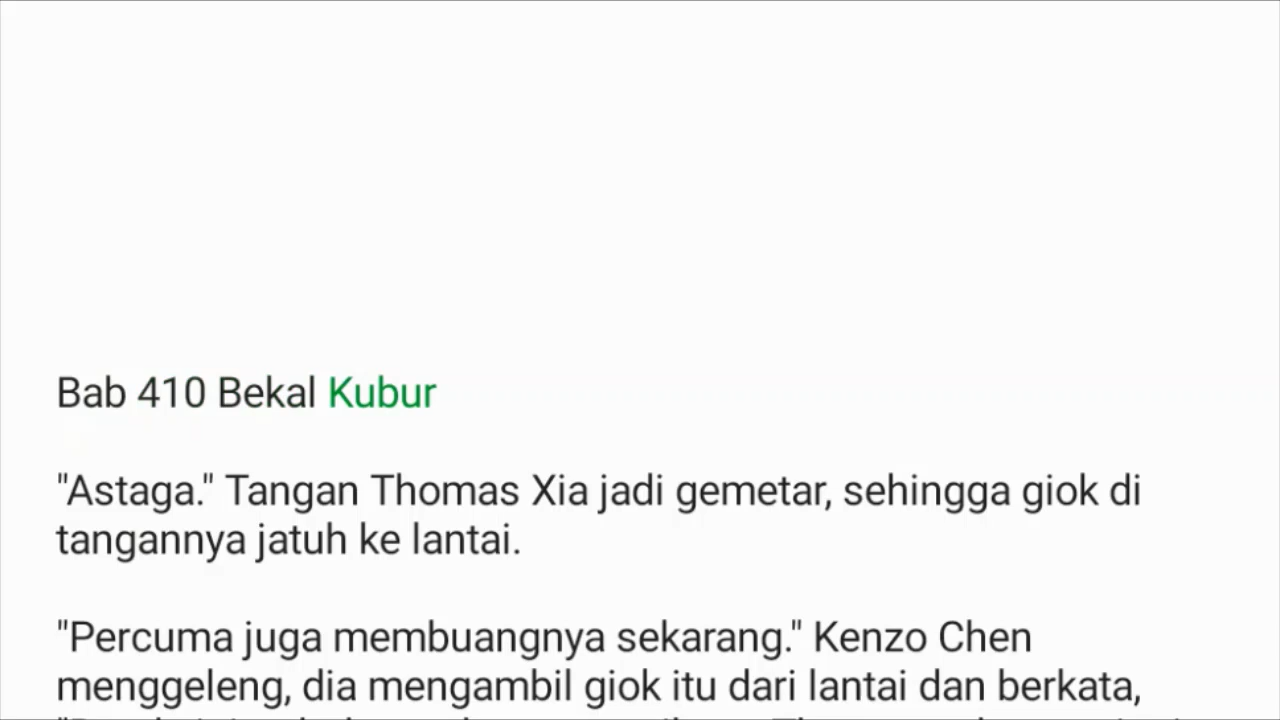 Bab 410 Bekal Kubur
"Astaga." Tangan Thomas Xia jadi gemetar, sehingga giok di
tangannya jatuh ke lantai.
"Percuma juga membuangnya sekarang." Kenzo Chen
menggeleng, dia mengambil giok itu dari lantai dan berkata,